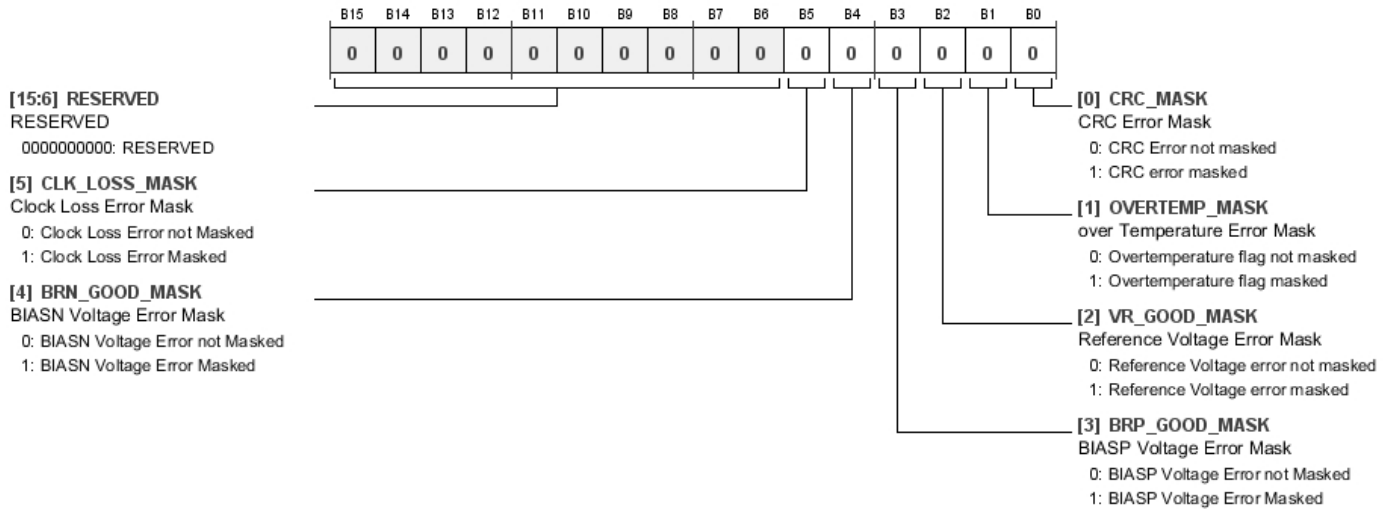 B15 B14 B13 B12 B11 B10 B9 B8 B7 B6 B5 B4 B3 B2 B1 B0
0 0 0 0 0 0 0 0 0 0 0 0 0 0 0 0
[15:6] RESERVED
RESERVED
0000000000: RESERVED
[5] CLK_LOSS_MASK
Clock Loss Error Mask
0: Clock Loss Error not Masked
1: Clock Loss Error Masked
[4] BRN_GOOD_MASK
BIASN Voltage Error Mask
0: BIASN Voltage Error not Masked
1: BIASN Voltage Error Masked
[0] CRC_MASK
CRC Error Mask
0: CRC Error not masked
1: CRC error masked
[1] OVERTEMP_MASK
over Temperature Error Mask
0: Overtemperature flag not masked
1: Overtemperature flag masked
[2] VR_GOOD_MASK
Reference Voltage Error Mask
0: Reference Voltage error not masked
1: Reference Voltage error masked
[3] BRP_GOOD_MASK
BIASP Voltage Error Mask
0: BIASP Voltage Error not Masked
1: BIASP Voltage Error Masked